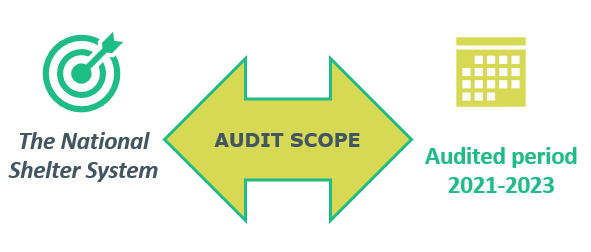 The National
Shelter System
AUDIT SCOPE
Audited period
2021-2023